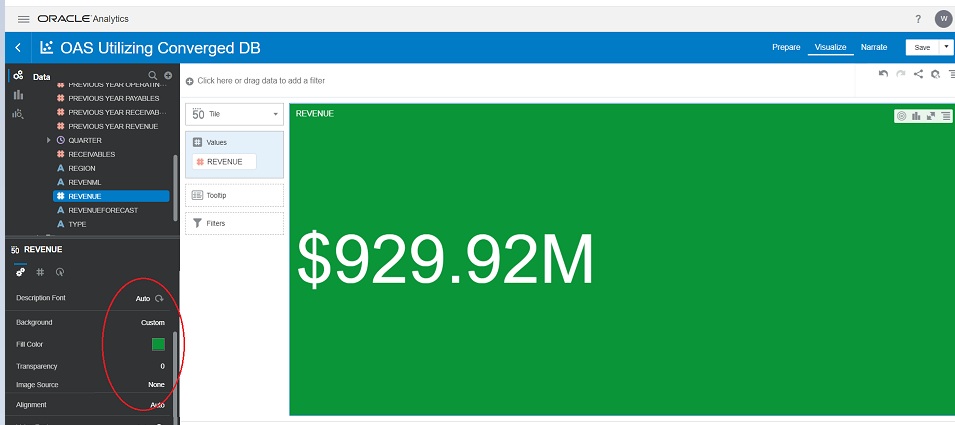 ORACLE Analytics
?
W
OAS Utilizing Converged DB
Prepare Visualize Narrate Save
Data
PREVIOUS YEAR OPERATIN···
PREVIOUS YEAR PAYABLES
PREVIOUS YEAR RECEIVAB···
PREVIOUS YEAR REVENUE
QUARTER
RECEIVABLES
A REGION
A REVENML
REVENUE
A REVENUEFORECAST
A TYPE
50 REVENUE
Description Font Auto
Background Custom
Fill Color
Transparency 0
Image Source None
Alignment Auto
Click here or drag data to add a filter
50 Tile
Values
REVENUE
Tooltip
Filters
REVENUE
$929.92M